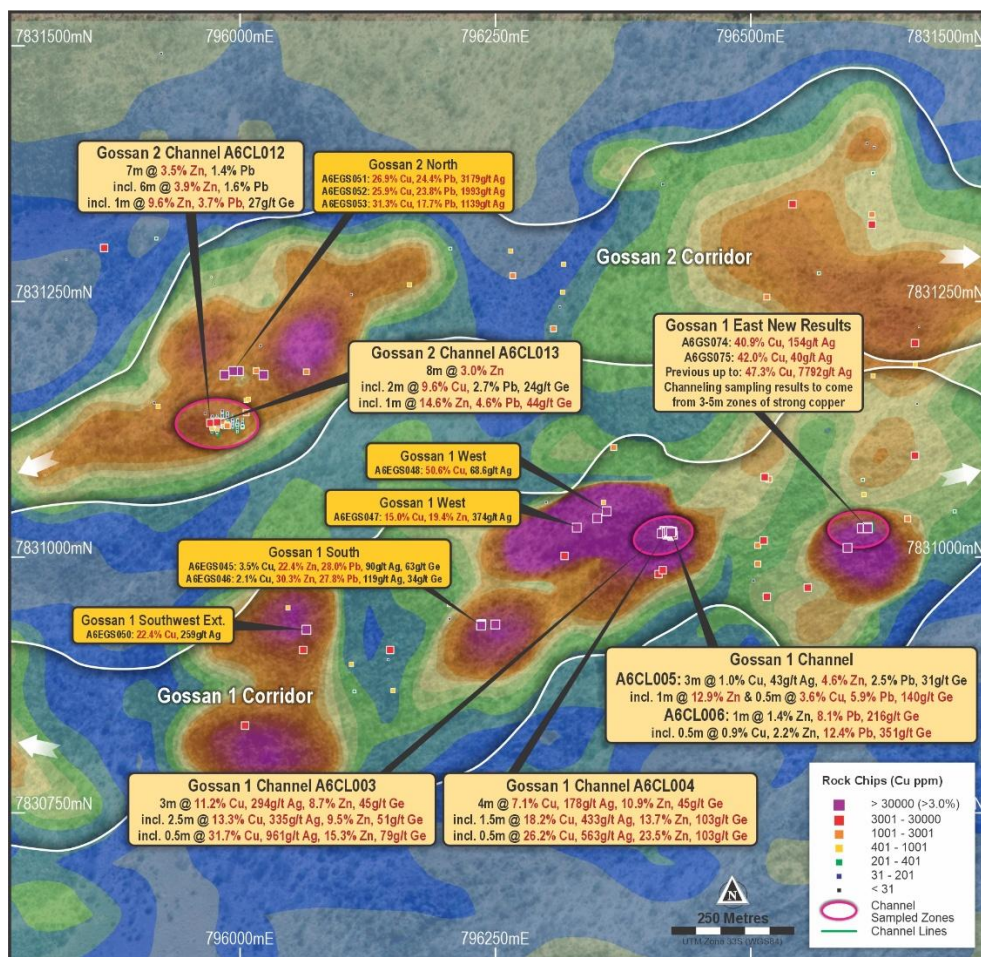 7831500mN
796000mE
796250mE
796500mE
7831500mN
Gossan 2 Channel A6CL012
7m @ 3.5% Zn, 1.4% Pb
incl. 6m @ 3.9% Zn, 1.6% Pb
incl. 1m @ 9.6% Zn, 3.7% Pb, 27g/t Ge
Gossan 2 North
A6EGS051: 26.9% Cu, 24.4% Pb, 3179g/t Ag
A6EGS052: 25.9% Cu, 23.8% Pb, 1993g/t Ag
A6EGS053: 31.3% Cu, 17.7% Pb, 1139g/t Ag
Gossan 2 Corridor
7831250mN
7831250mN
Gossan 1 East New Results
A6GS074: 40.9% Cu, 154g/t Ag
A6GS075: 42.0% Cu, 40g/t Ag
Previous up to: 47.3% Cu, 7792g/t Ag
Channeling sampling results to come
from 3-5m zones of strong copper
Gossan 2 Channel A6CL013
8m @ 3.0% Zn
incl. 2m @ 9.6% Cu, 2.7% Pb, 24g/t Ge
incl. 1m @ 14.6% Zn, 4.6% Pb, 44g/t Ge
Gossan 1 West
A6EGS048: 50.6% Cu, 68.6g/t Ag
Gossan 1 West
A6EGS047: 15.0% Cu, 19.4% Zn, 374g/t Ag
7831000mN
7831000mN
Gossan 1 South
A6EGS045: 3.5% Cu, 22.4% Zn, 28.0% Pb, 90g/t Ag, 63g/t Ge
A6EGS046: 2.1% Cu, 30.3% Zn, 27.8% Pb, 119g/t Ag, 34g/t Ge
Gossan 1 Southwest Ext.
A6EGS050: 22.4% Cu, 259g/t Ag
Gossan 1 Corridor
Gossan 1 Channel
A6CL005: 3m @ 1.0% Cu, 43g/t Ag, 4.6% Zn, 2.5% Pb, 31g/t Ge
incl. 1m @ 12.9% Zn & 0.5m @ 3.6% Cu, 5.9% Pb, 140g/t Ge
A6CL006: 1m @ 1.4% Zn, 8.1% Pb, 216g/t Ge
incl. 0.5m @ 0.9% Cu, 2.2% Zn, 12.4% Pb, 351g/t Ge
Gossan 1 Channel A6CL003
3m @ 11.2% Cu, 294g/t Ag, 8.7% Zn, 45g/t Ge
incl. 2.5m @ 13.3% Cu, 335g/t Ag, 9.5% Zn, 51g/t Ge
incl. 0.5m @ 31.7% Cu, 961g/t Ag, 15.3% Zn, 79g/t Ge
Gossan 1 Channel A6CL004
4m @ 7.1% Cu, 178g/t Ag, 10.9% Zn, 45g/t Ge
incl. 1.5m @ 18.2% Cu, 433g/t Ag, 13.7% Zn, 103g/t Ge
incl. 0.5m @ 26.2% Cu, 563g/t Ag, 23.5% Zn, 103g/t Ge
7830750mN
Rock Chips (Cu ppm)
> 30000 (>3.0%)
3001 - 30000
1001 - 3001
401 - 1001
201 - 401
31 - 201
< 31
Channel
Sampled Zones
Channel Lines
N
250 Metres
UTM Zone 33S (WGS84)
796000mE
796250mE